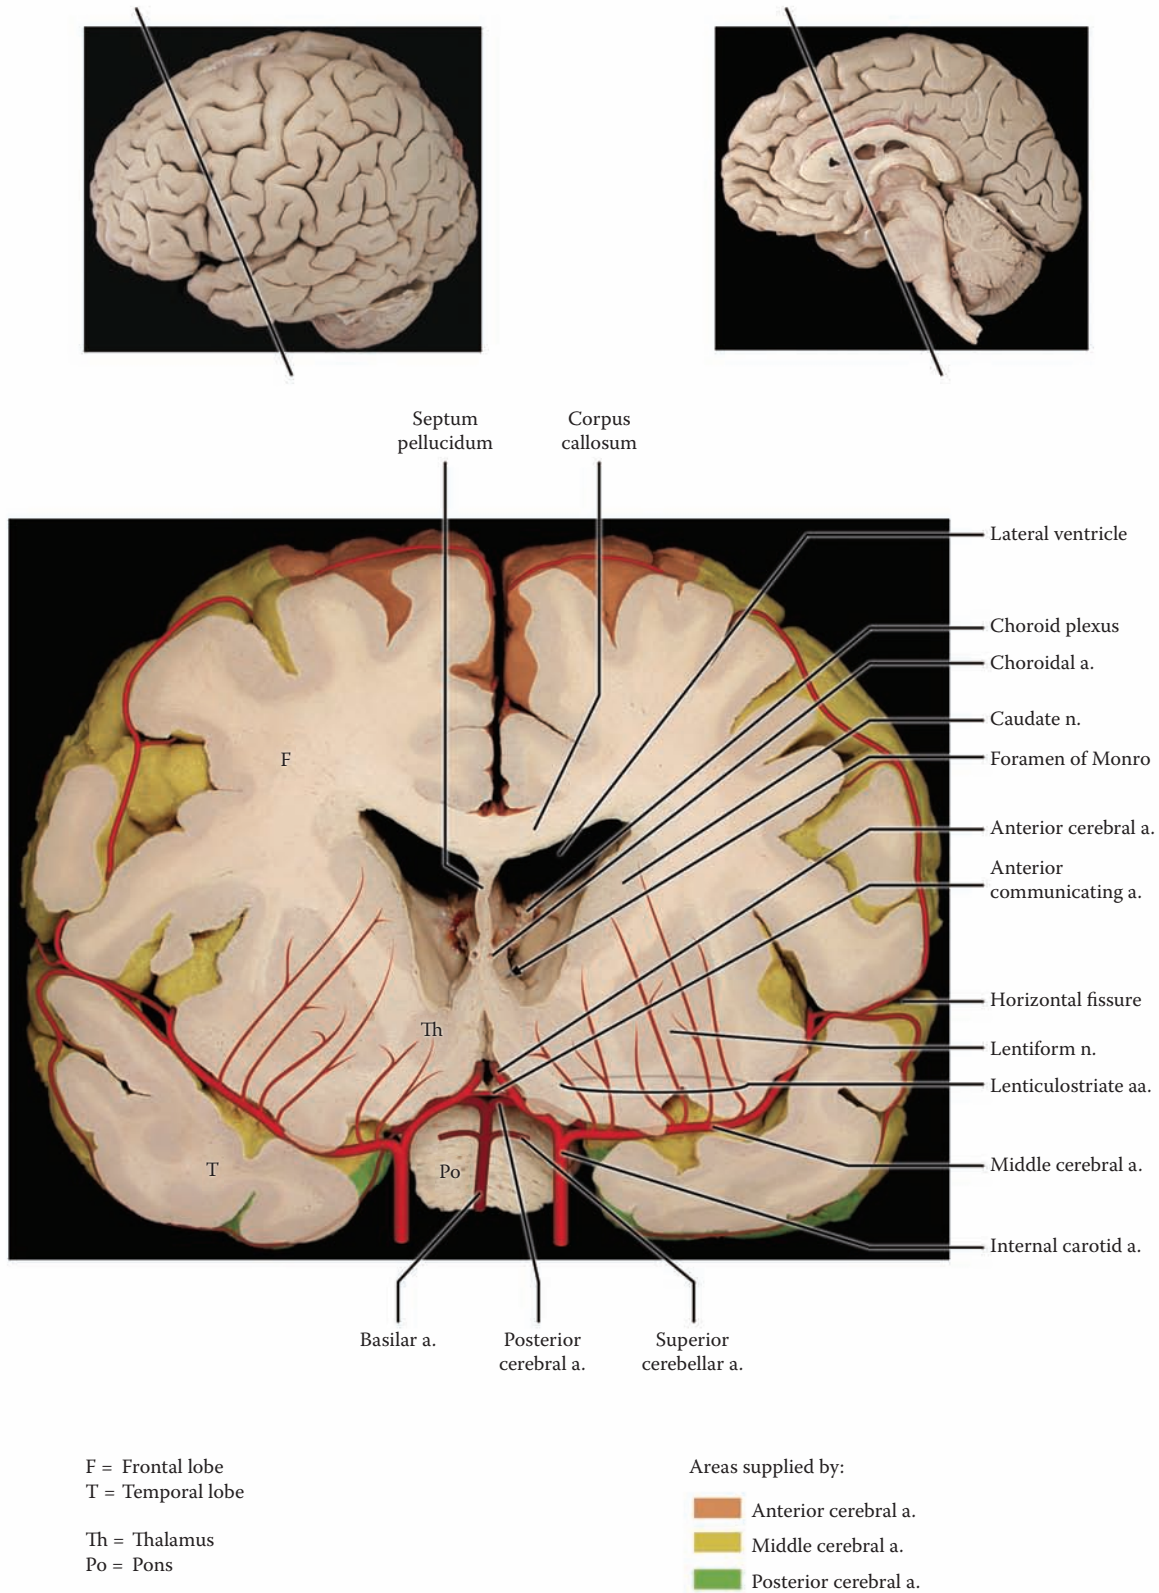 Septum
pellucidum
Corpus
callosum
Lateral ventricle
Choroid plexus
Choroidal a.
Caudate n.
Foramen of Monro
Anterior cerebral a.
Anterior
communicating a.
Horizontal fissure
Lentiform n.
Lenticulostriate aa.
Middle cerebral a.
Internal carotid a.
F
Th
T
Po
Basilar a.
Posterior
cerebral a.
Superior
cerebellar a.
F = Frontal lobe
T = Temporal lobe
Th = Thalamus
Po = Pons
Areas supplied by:
Anterior cerebral a.
Middle cerebral a.
Posterior cerebral a.